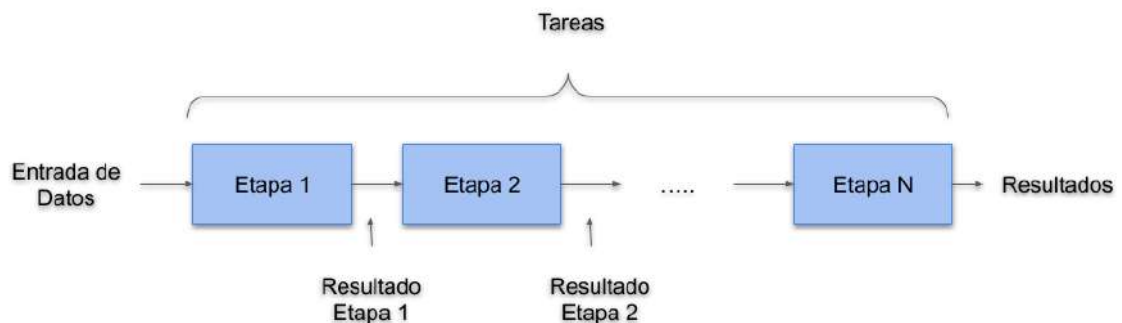 Tareas
Entrada de
Datos
Etapa 1
Etapa 2
.....
Etapa N
Resultados
Resultado
Etapa 1
Resultado
Etapa 2